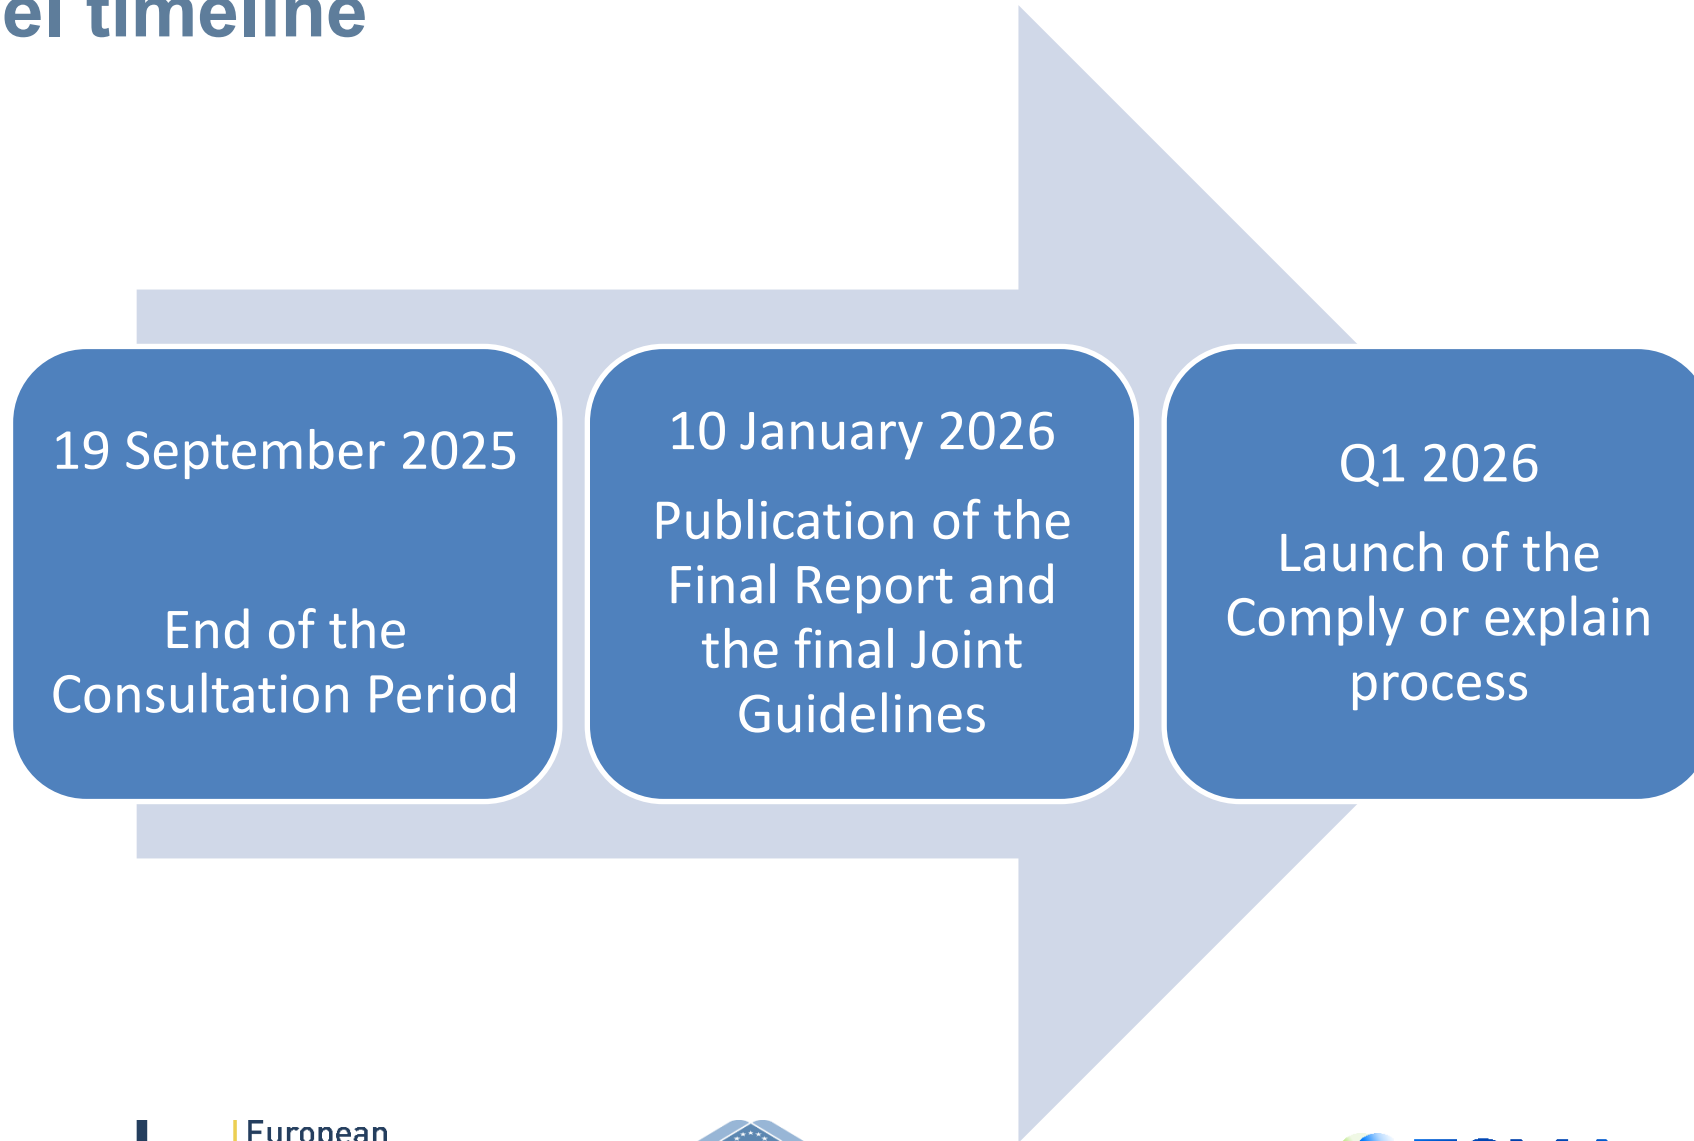 el timeline
19 September 2025
End of the
Consultation Period
10 January 2026
Publication of the
Final Report and
the final Joint
Guidelines
Q1 2026
Launch of the
Comply or explain
process
European